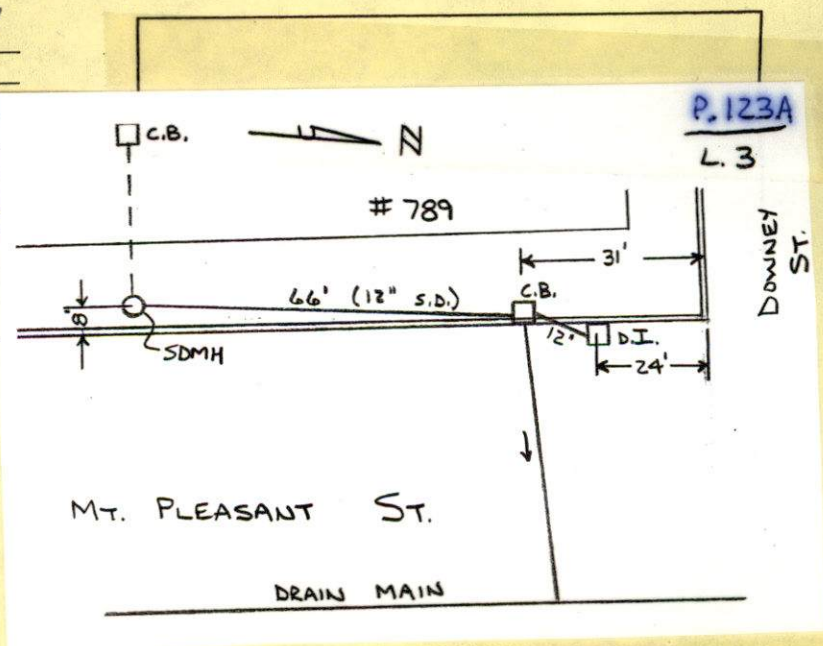 P.123A
L. 3
C.B.
N
# 789
DOWNEY
ST.
31'
C.B.
66' (12" S.D.)
8"
12"
D.I.
24'
SDMH
MT. PLEASANT ST.
DRAIN MAIN